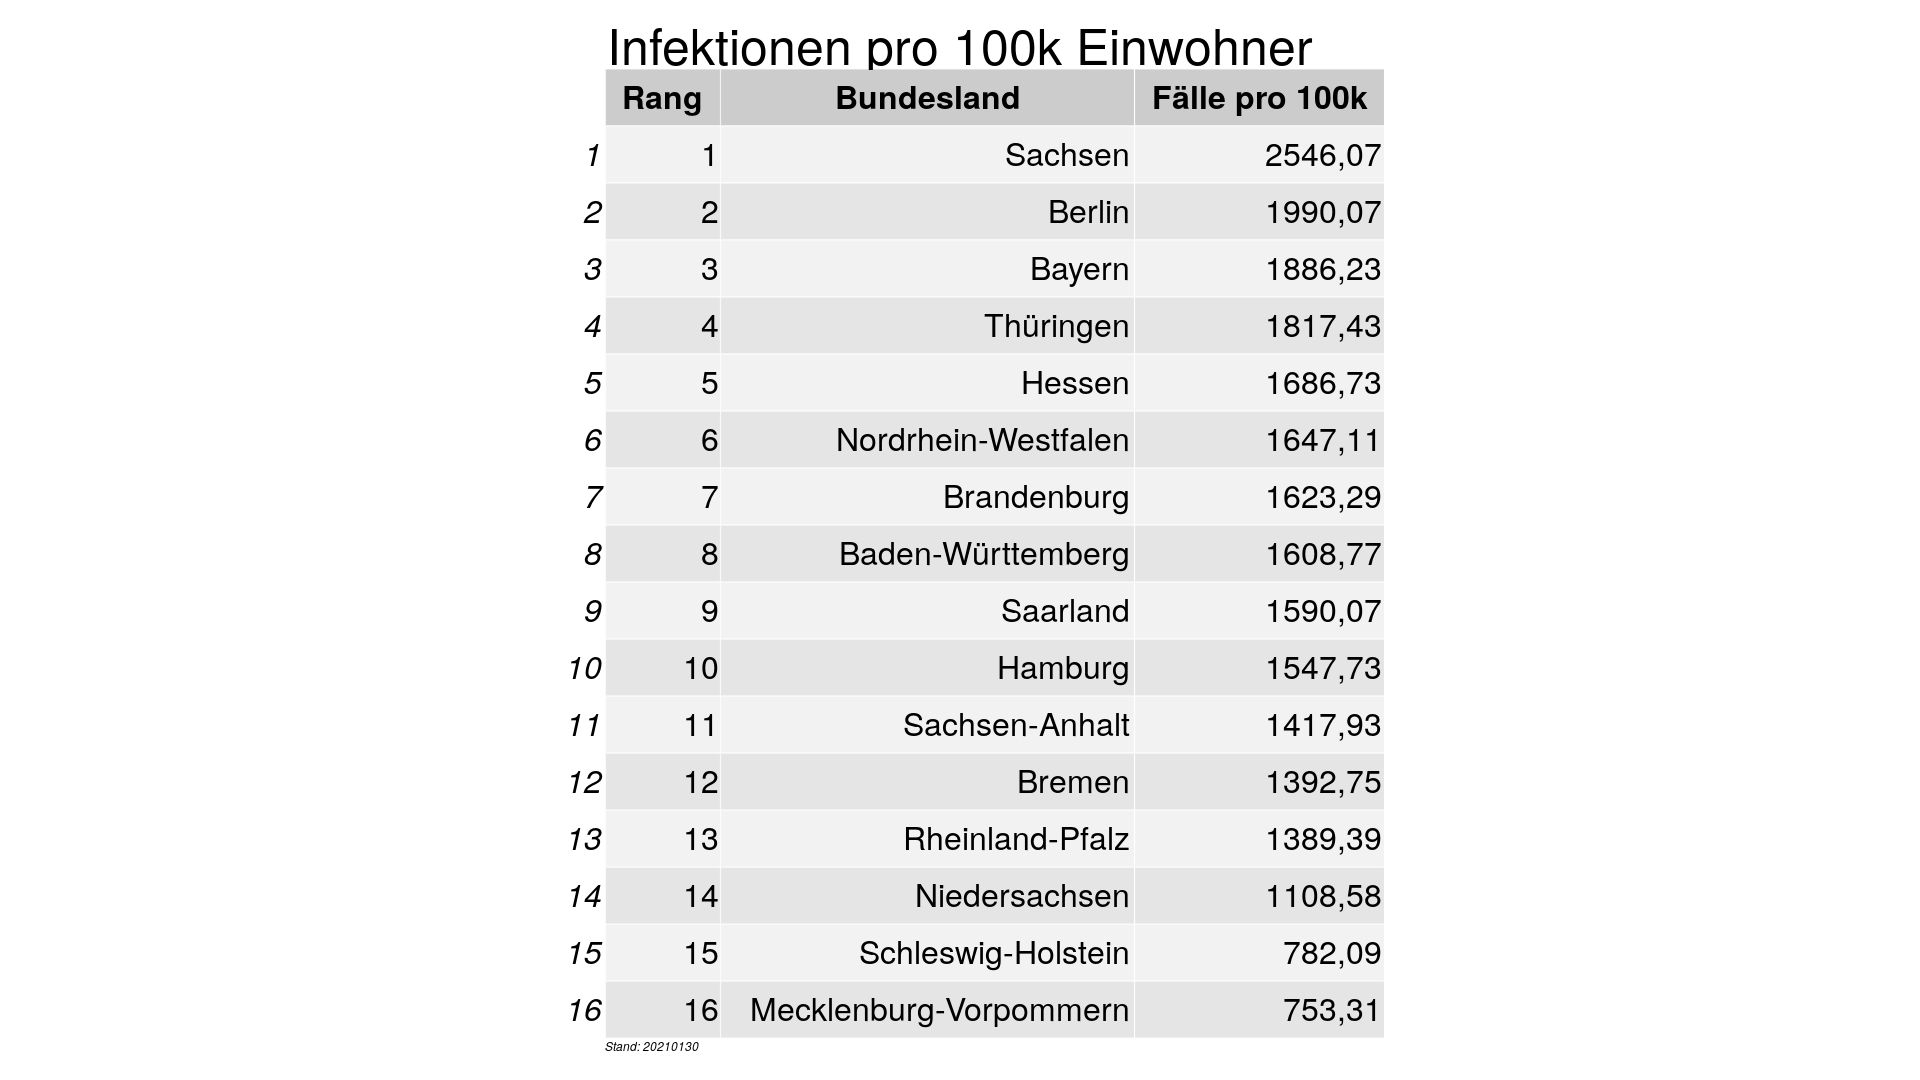 Infektionen pro 100k Einwohner
Rang Bundesland Fälle pro 100k
1 1 Sachsen 2546,07
2 2 Berlin 1990,07
3 3 Bayern 1886,23
4 4 Thüringen 1817,43
5 5 Hessen 1686,73
6 6 Nordrhein-Westfalen 1647,11
7 7 Brandenburg 1623,29
8 8 Baden-Württemberg 1608,77
9 9 Saarland 1590,07
10 10 Hamburg 1547,73
11 11 Sachsen-Anhalt 1417,93
12 12 Bremen 1392,75
13 13 Rheinland-Pfalz 1389,39
14 14 Niedersachsen 1108,58
15 15 Schleswig-Holstein 782,09
16 16 Mecklenburg-Vorpommern 753,31
Stand: 20210130